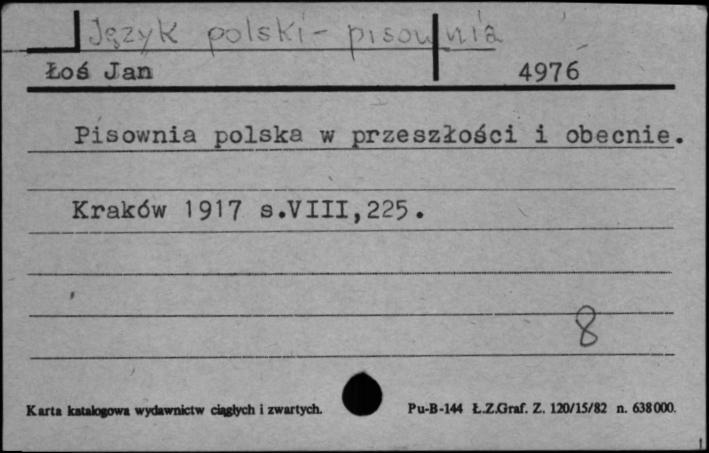 Język polski - pisownia
Łoś Jan 4976
Pisownia polska w przeszłości i obecnie.
Kraków 1917 s.VIII,225.
8
Karta katalogowa wydawnictw ciągłych i zwartych. Pu-B-144 Ł.Z.Graf. Z. 120/15/82 n. 638000.